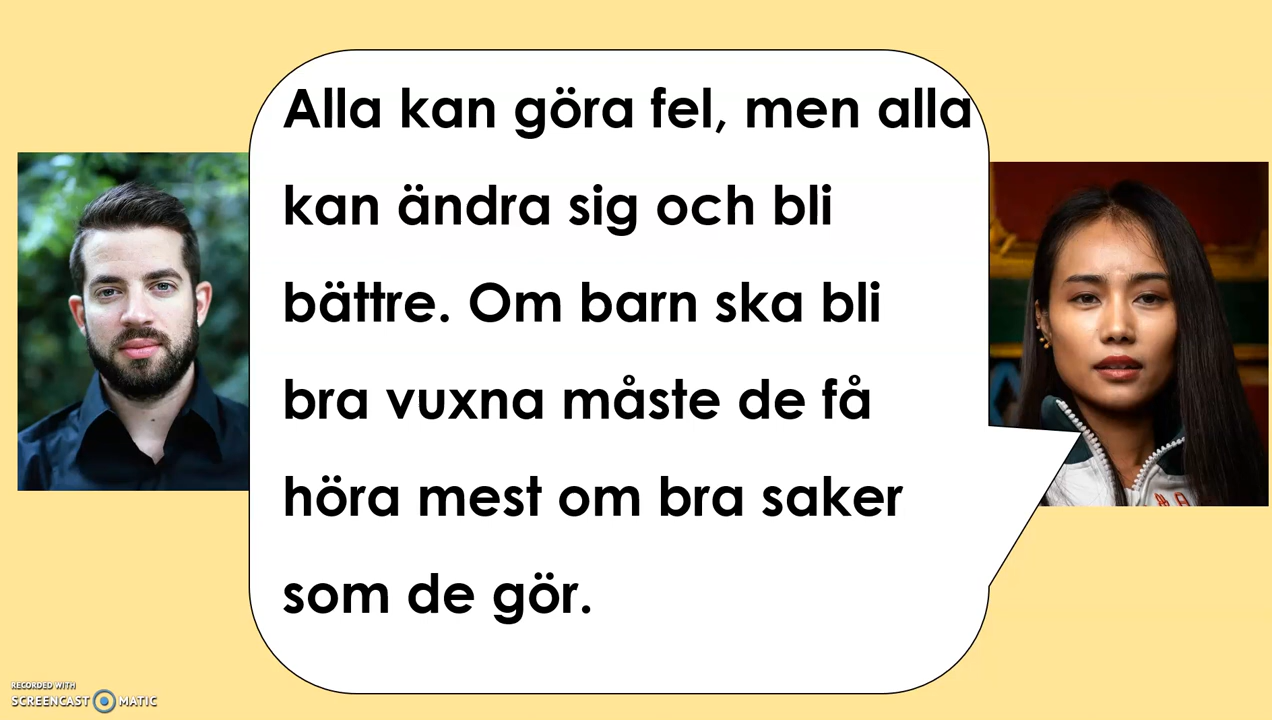 Alla kan göra fel, men alla
kan ändra sig och bli
bättre. Om barn ska bli
bra vuxna måste de få
höra mest om bra saker
som de gör.
RECORDED WITH
SCREENCAST MATIC